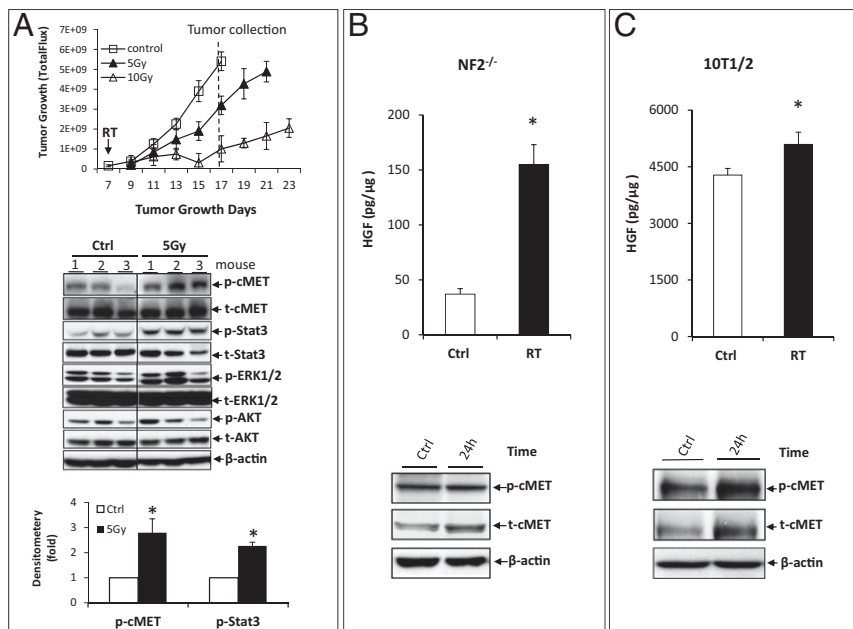 A
Tumor collection
Tumor Growth (TotalFlux)
7E+09
6E+09
5E+09
4E+09
3E+09
2E+09
1E+09
0
control
5Gy
10Gy
RT
7 9 11 13 15 17 19 21 23
Tumor Growth Days
Ctrl 5Gy
1 2 3 1 2 3 mouse
p-cMET
t-cMET
p-Stat3
t-Stat3
p-ERK1/2
t-ERK1/2
p-AKT
t-AKT
β-actin
Densitometery
(fold)
4
3
2
1
0
Ctrl
5Gy
*
*
p-cMET p-Stat3
B
NF2-/-
HGF (pg/µg)
200
150
100
50
0
*
Ctrl RT
Ctrl 24h Time
p-cMET
t-cMET
β-actin
C
10T1/2
HGF (pg/µg)
6000
4500
3000
1500
0
*
Ctrl RT
Ctrl 24h Time
p-cMET
t-cMET
β-actin